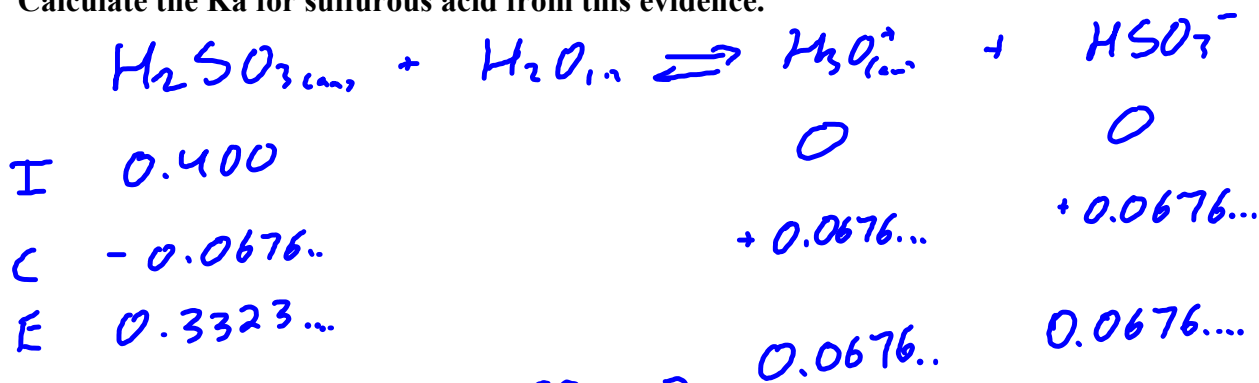 Calculate the Ka for sulfurous acid from this evidence.
H₂SO₃(aq) + H₂O(l) ⇌ H₃O⁺(aq) + HSO₃⁻
I 0.400 0 0
C - 0.0676.. + 0.0676... + 0.0676...
E 0.3323... 0.0676.. 0.0676....